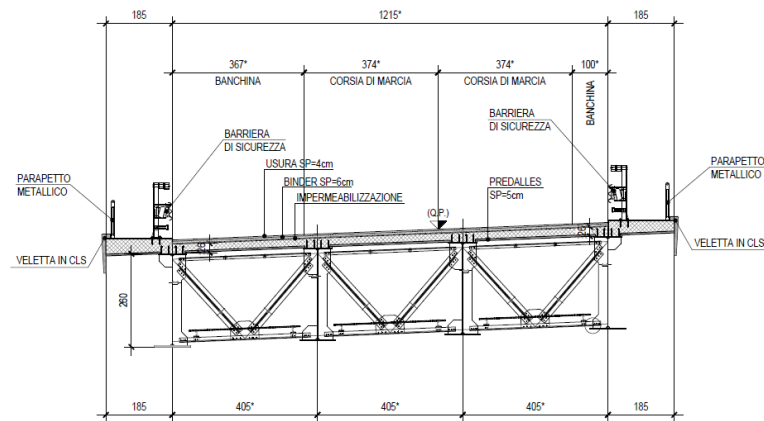 185
1215*
185
367*
374*
374*
100*
BANCHINA
CORSIA DI MARCIA
CORSIA DI MARCIA
BANCHINA
BARRIERA
DI SICUREZZA
BARRIERA
DI SICUREZZA
USURA SP=4cm
BINDER SP=6cm
IMPERMEABILIZZAZIONE
PREDALLES
SP=5cm
PARAPETTO
METALLICO
PARAPETTO
METALLICO
(Q.P.)
VELETTA IN CLS
VELETTA IN CLS
260
185
405*
405*
405*
185